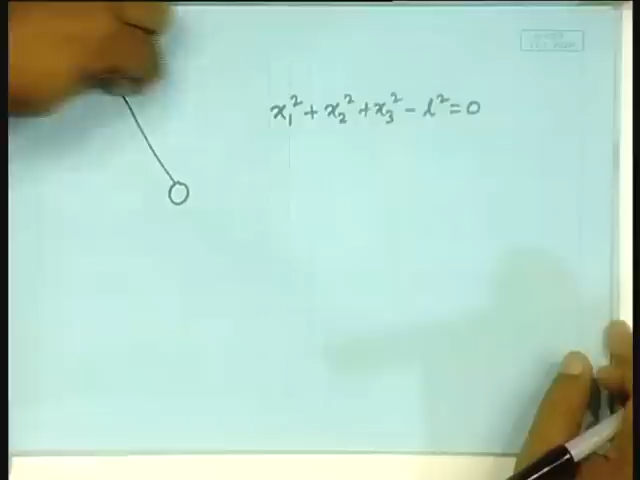 x₁² + x₂² + x₃² - l² = 0